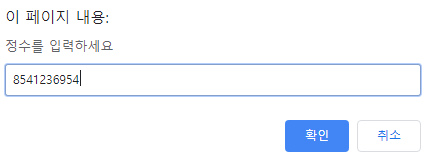 이 페이지 내용:
정수를 입력하세요
8541236954
확인 취소